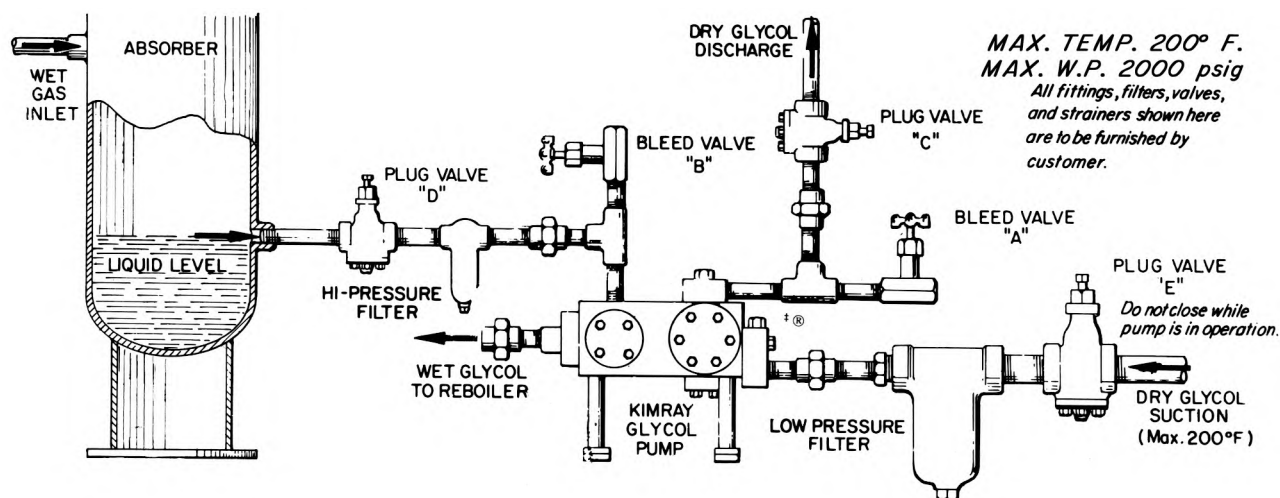 ABSORBER
WET
GAS
INLET
LIQUID LEVEL
PLUG VALVE
"D"
HI-PRESSURE
FILTER
BLEED VALVE
"B"
DRY GLYCOL
DISCHARGE
PLUG VALVE
"C"
MAX. TEMP. 200° F.
MAX. W.P. 2000 psig
All fittings, filters, valves,
and strainers shown here
are to be furnished by
customer.
BLEED VALVE
"A"
PLUG VALVE
'E"
Do not close while
pump is in operation.
‡ ®
WET GLYCOL
TO REBOILER
KIMRAY
GLYCOL
PUMP
LOW PRESSURE
FILTER
DRY GLYCOL
SUCTION
(Max. 200°F)